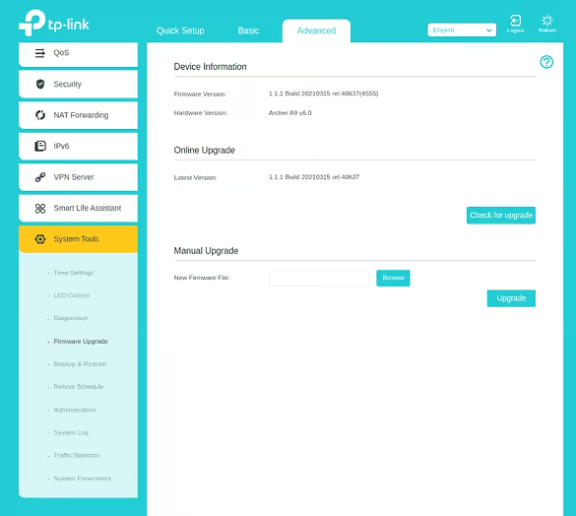 tp-link
Quick Setup
Basic
Advanced
English
Logout
Reboot
QoS
Security
NAT Forwarding
IPv6
VPN Server
Smart Life Assistant
System Tools
- Time Settings
- LED Control
- Diagnostics
- Firmware Upgrade
- Backup & Restore
- Reboot Schedule
- Administration
- System Log
- Traffic Statistics
- System Parameters
Device Information
Firmware Version: 1.1.1 Build 20210315 rel.40637(4555)
Hardware Version: Archer A9 v6.0
Online Upgrade
Latest Version: 1.1.1 Build 20210315 rel.40637
Check for upgrade
Manual Upgrade
New Firmware File: Browse
Upgrade